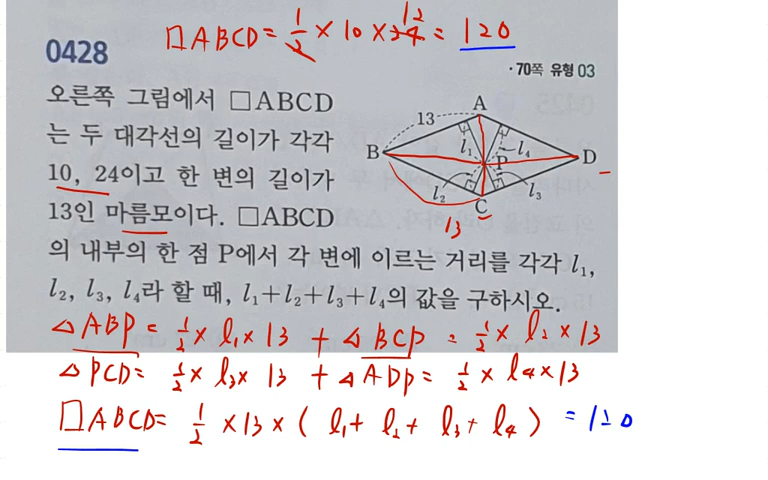 □ABCD = 1/2 × 10 × 24 12 = 120
0428
·70쪽 유형 03
오른쪽 그림에서 □ABCD
는 두 대각선의 길이가 각각
10, 24이고 한 변의 길이가
13인 마름모이다. □ABCD
의 내부의 한 점 P에서 각 변에 이르는 거리를 각각 l₁,
l₂, l₃, l₄라 할 때, l₁+l₂+l₃+l₄의 값을 구하시오.
A
13
l₁
l₄
B
P
D
l₂
l₃
C
13
△ABP = 1/2 × l₁ × 13 + △BCP = 1/2 × l₂ × 13
△PCD = 1/2 × l₃ × 13 + △ADP = 1/2 × l₄ × 13
□ABCD = 1/2 × 13 × ( l₁ + l₂ + l₃ + l₄ ) = 120